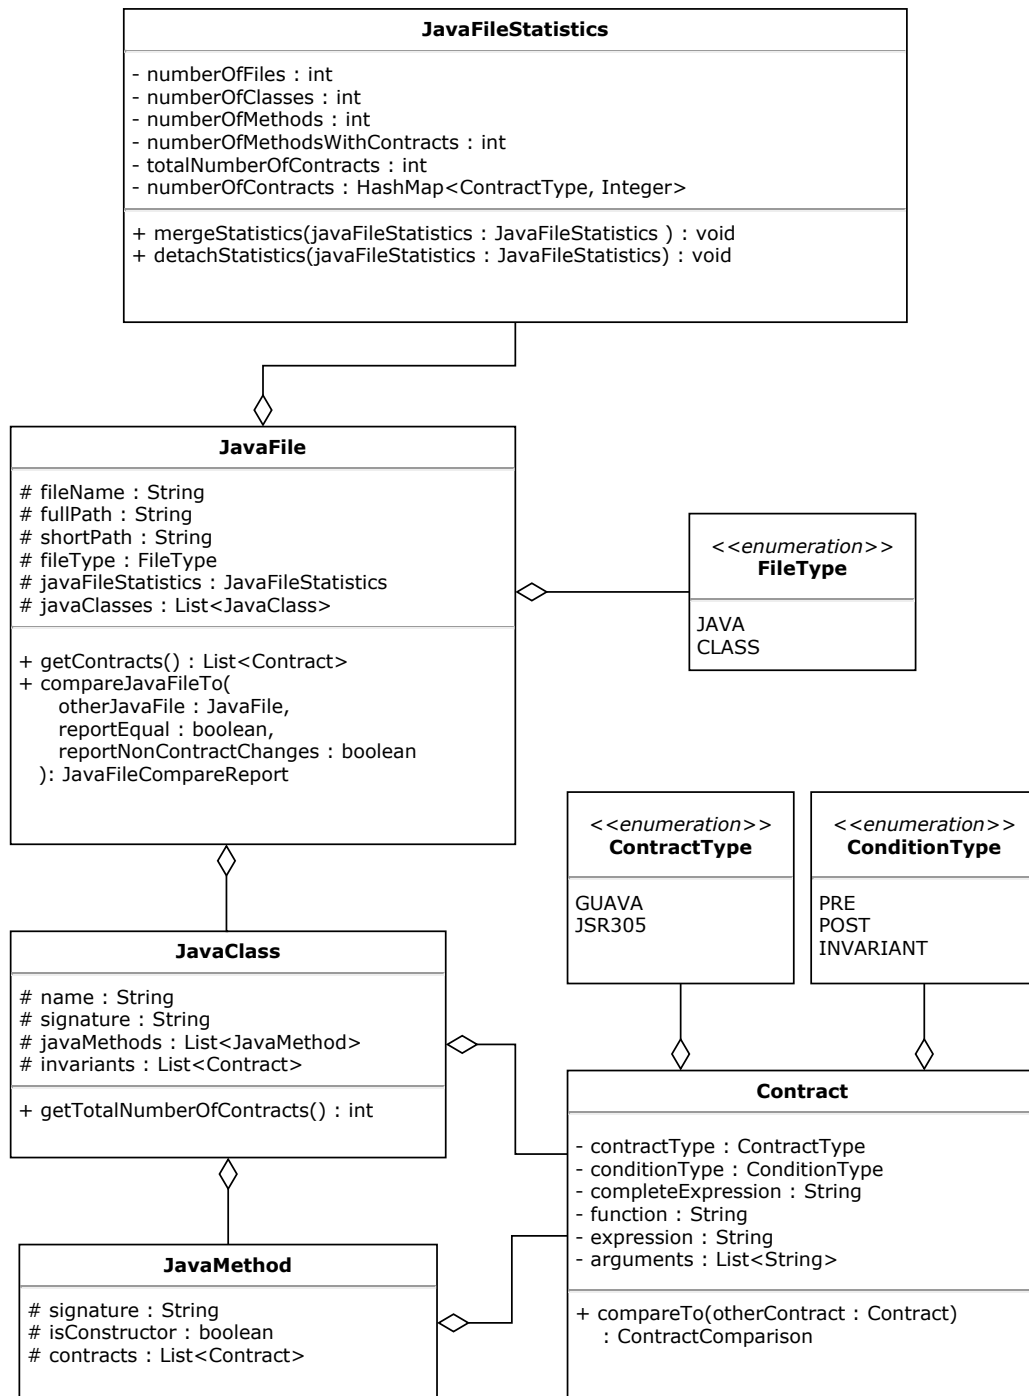 JavaFileStatistics
- numberOfFiles : int
- numberOfClasses : int
- numberOfMethods : int
- numberOfMethodsWithContracts : int
- totalNumberOfContracts : int
- numberOfContracts : HashMap<ContractType, Integer>
+ mergeStatistics(javaFileStatistics : JavaFileStatistics ) : void
+ detachStatistics(javaFileStatistics : JavaFileStatistics) : void
JavaFile
# fileName : String
# fullPath : String
# shortPath : String
# fileType : FileType
# javaFileStatistics : JavaFileStatistics
# javaClasses : List<JavaClass>
+ getContracts() : List<Contract>
+ compareJavaFileTo(
otherJavaFile : JavaFile,
reportEqual : boolean,
reportNonContractChanges : boolean
): JavaFileCompareReport
<<enumeration>>
FileType
JAVA
CLASS
<<enumeration>>
ContractType
GUAVA
JSR305
<<enumeration>>
ConditionType
PRE
POST
INVARIANT
JavaClass
# name : String
# signature : String
# javaMethods : List<JavaMethod>
# invariants : List<Contract>
+ getTotalNumberOfContracts() : int
Contract
- contractType : ContractType
- conditionType : ConditionType
- completeExpression : String
- function : String
- expression : String
- arguments : List<String>
+ compareTo(otherContract : Contract)
: ContractComparison
JavaMethod
# signature : String
# isConstructor : boolean
# contracts : List<Contract>